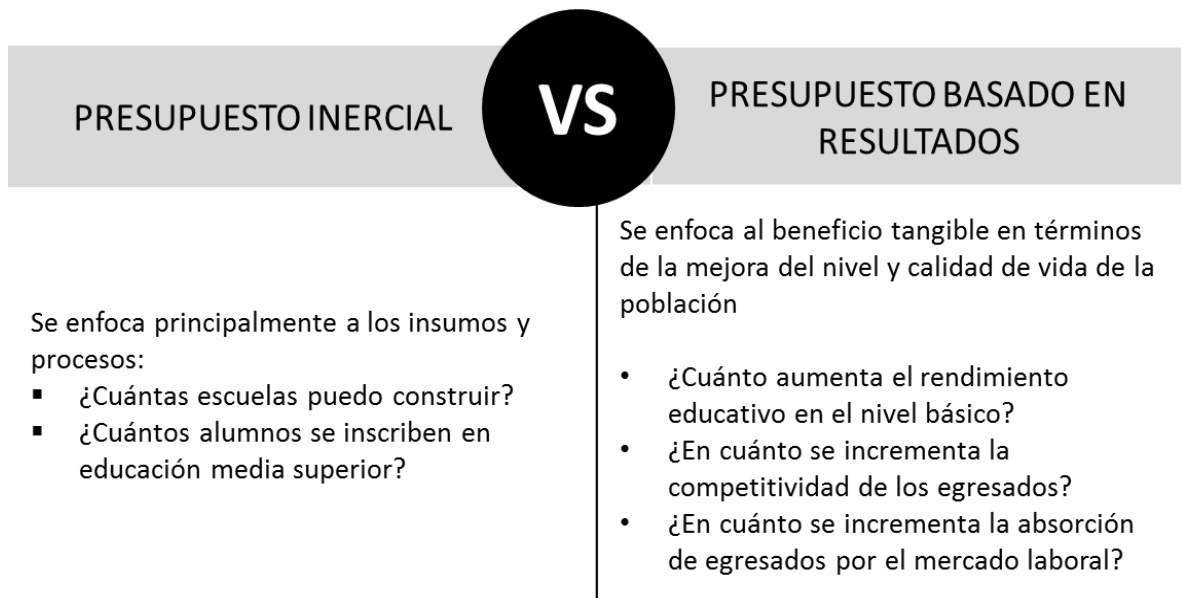 PRESUPUESTO INERCIAL
VS
PRESUPUESTO BASADO EN
RESULTADOS
Se enfoca principalmente a los insumos y
procesos:
▪ ¿Cuántas escuelas puedo construir?
▪ ¿Cuántos alumnos se inscriben en
educación media superior?
Se enfoca al beneficio tangible en términos
de la mejora del nivel y calidad de vida de la
población
• ¿Cuánto aumenta el rendimiento
educativo en el nivel básico?
• ¿En cuánto se incrementa la
competitividad de los egresados?
• ¿En cuánto se incrementa la absorción
de egresados por el mercado laboral?